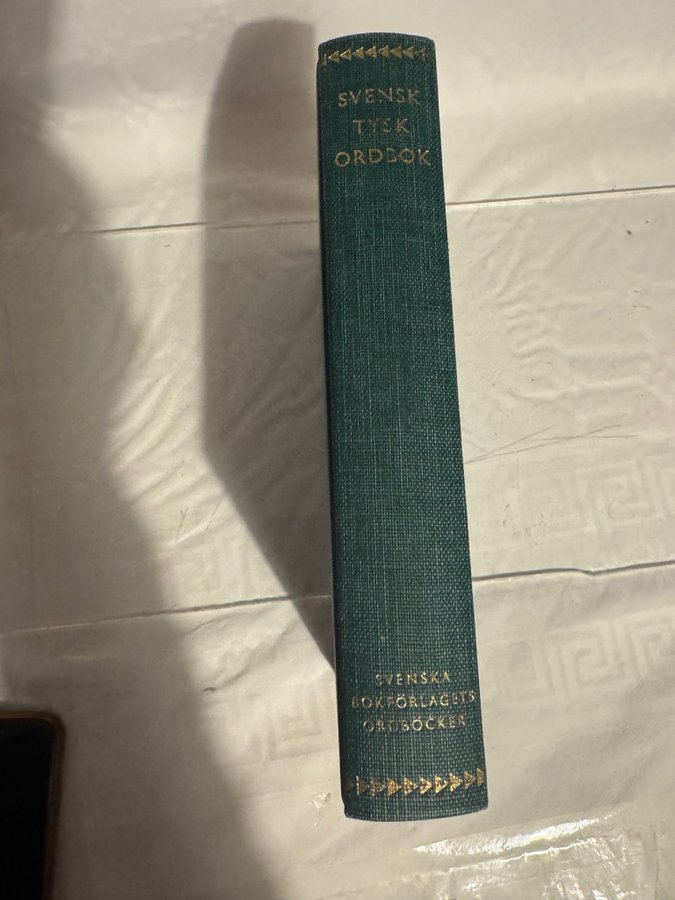 SVENSK
TYSK
ORDBOK
SVENSKA
BOKFÖRLAGETS
ORDBÖCKER